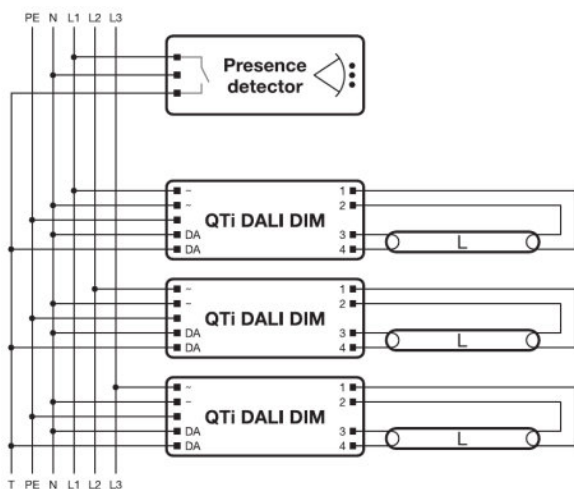 PE N L1 L2 L3
Presence
detector
~ 1
~ 2
QTi DALI DIM
DA 3 L
DA 4
~ 1
~ 2
QTi DALI DIM
DA 3 L
DA 4
~ 1
~ 2
QTi DALI DIM
DA 3 L
DA 4
T PE N L1 L2 L3